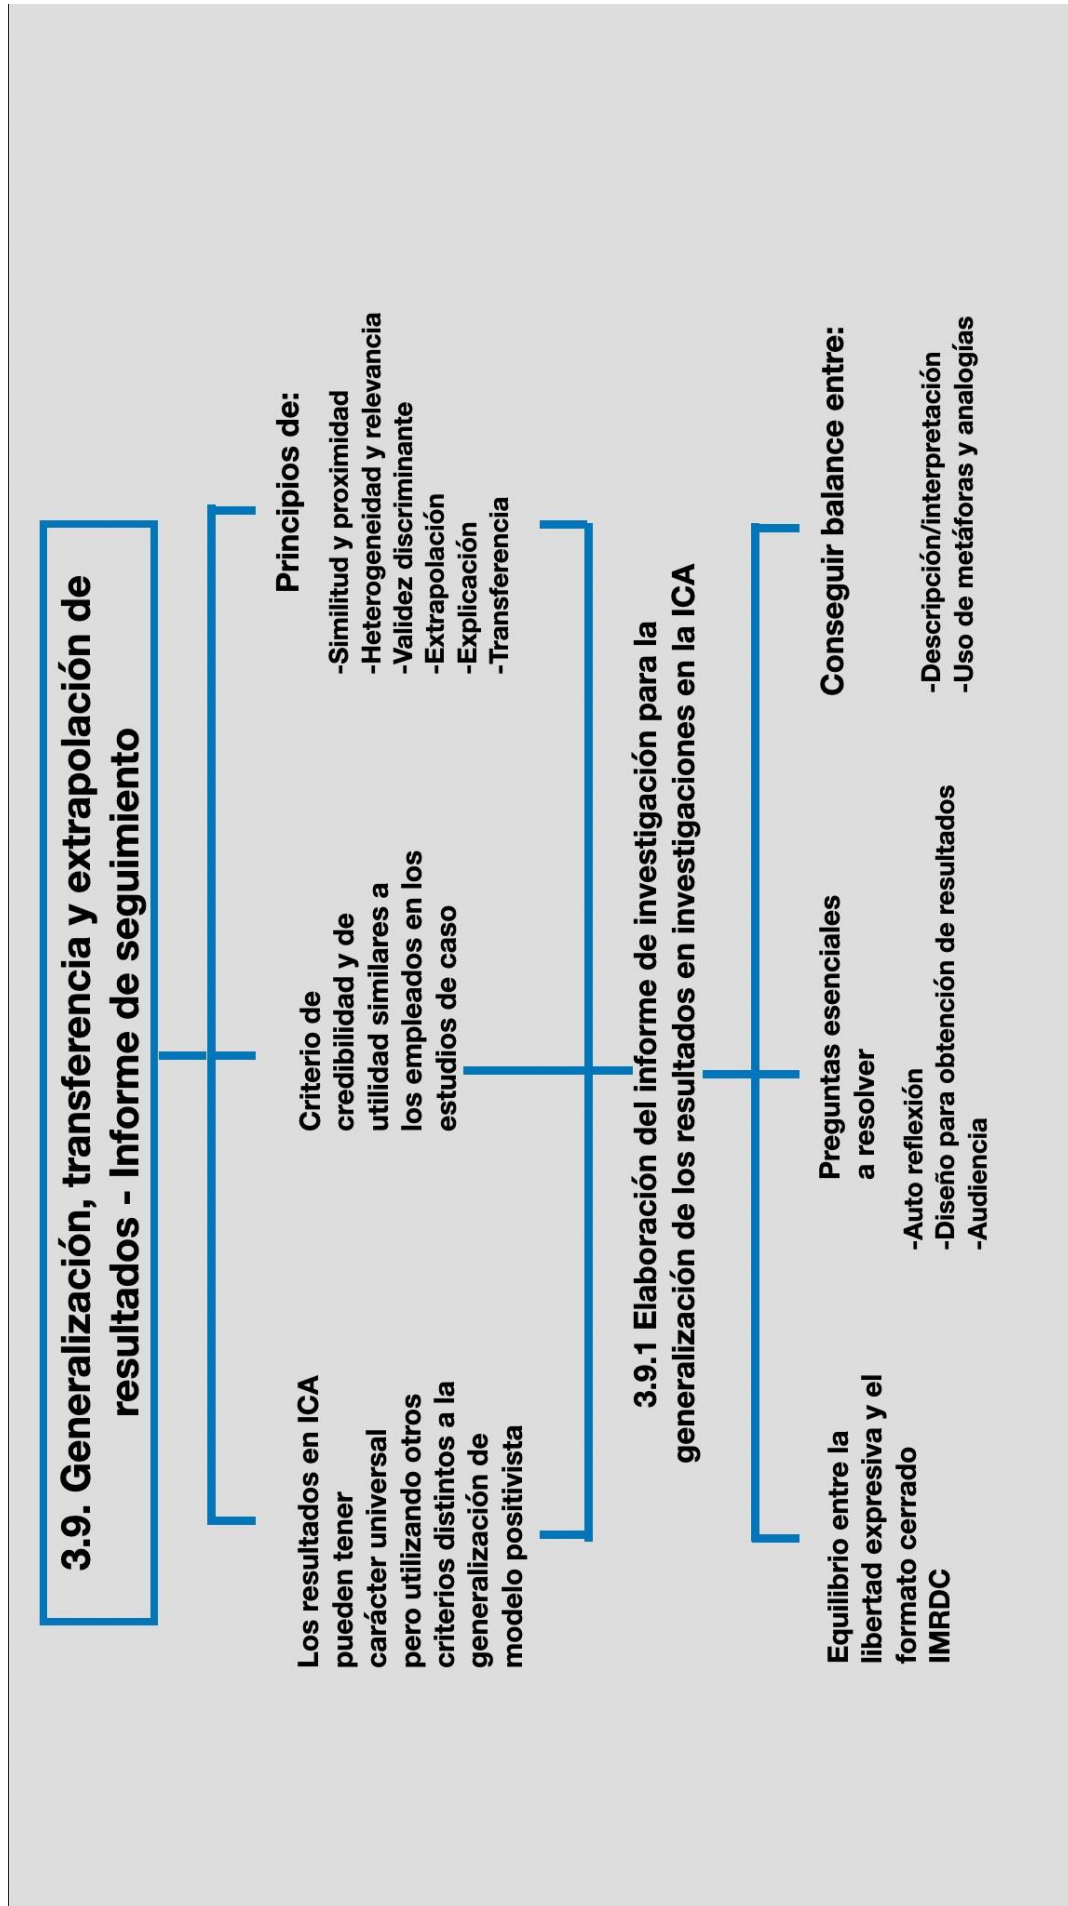 3.9. Generalización, transferencia y extrapolación de
resultados - Informe de seguimiento
Los resultados en ICA
pueden tener
carácter universal
pero utilizando otros
criterios distintos a la
generalización de
modelo positivista
Criterio de
credibilidad y de
utilidad similares a
los empleados en los
estudios de caso
Principios de:
-Similitud y proximidad
-Heterogeneidad y relevancia
-Validez discriminante
-Extrapolación
-Explicación
-Transferencia
3.9.1 Elaboración del informe de investigación para la
generalización de los resultados en investigaciones en la ICA
Equilibrio entre la
libertad expresiva y el
formato cerrado
IMRDC
Preguntas esenciales
a resolver
-Auto reflexión
-Diseño para obtención de resultados
-Audiencia
Conseguir balance entre:
-Descripción/interpretación
-Uso de metáforas y analogías